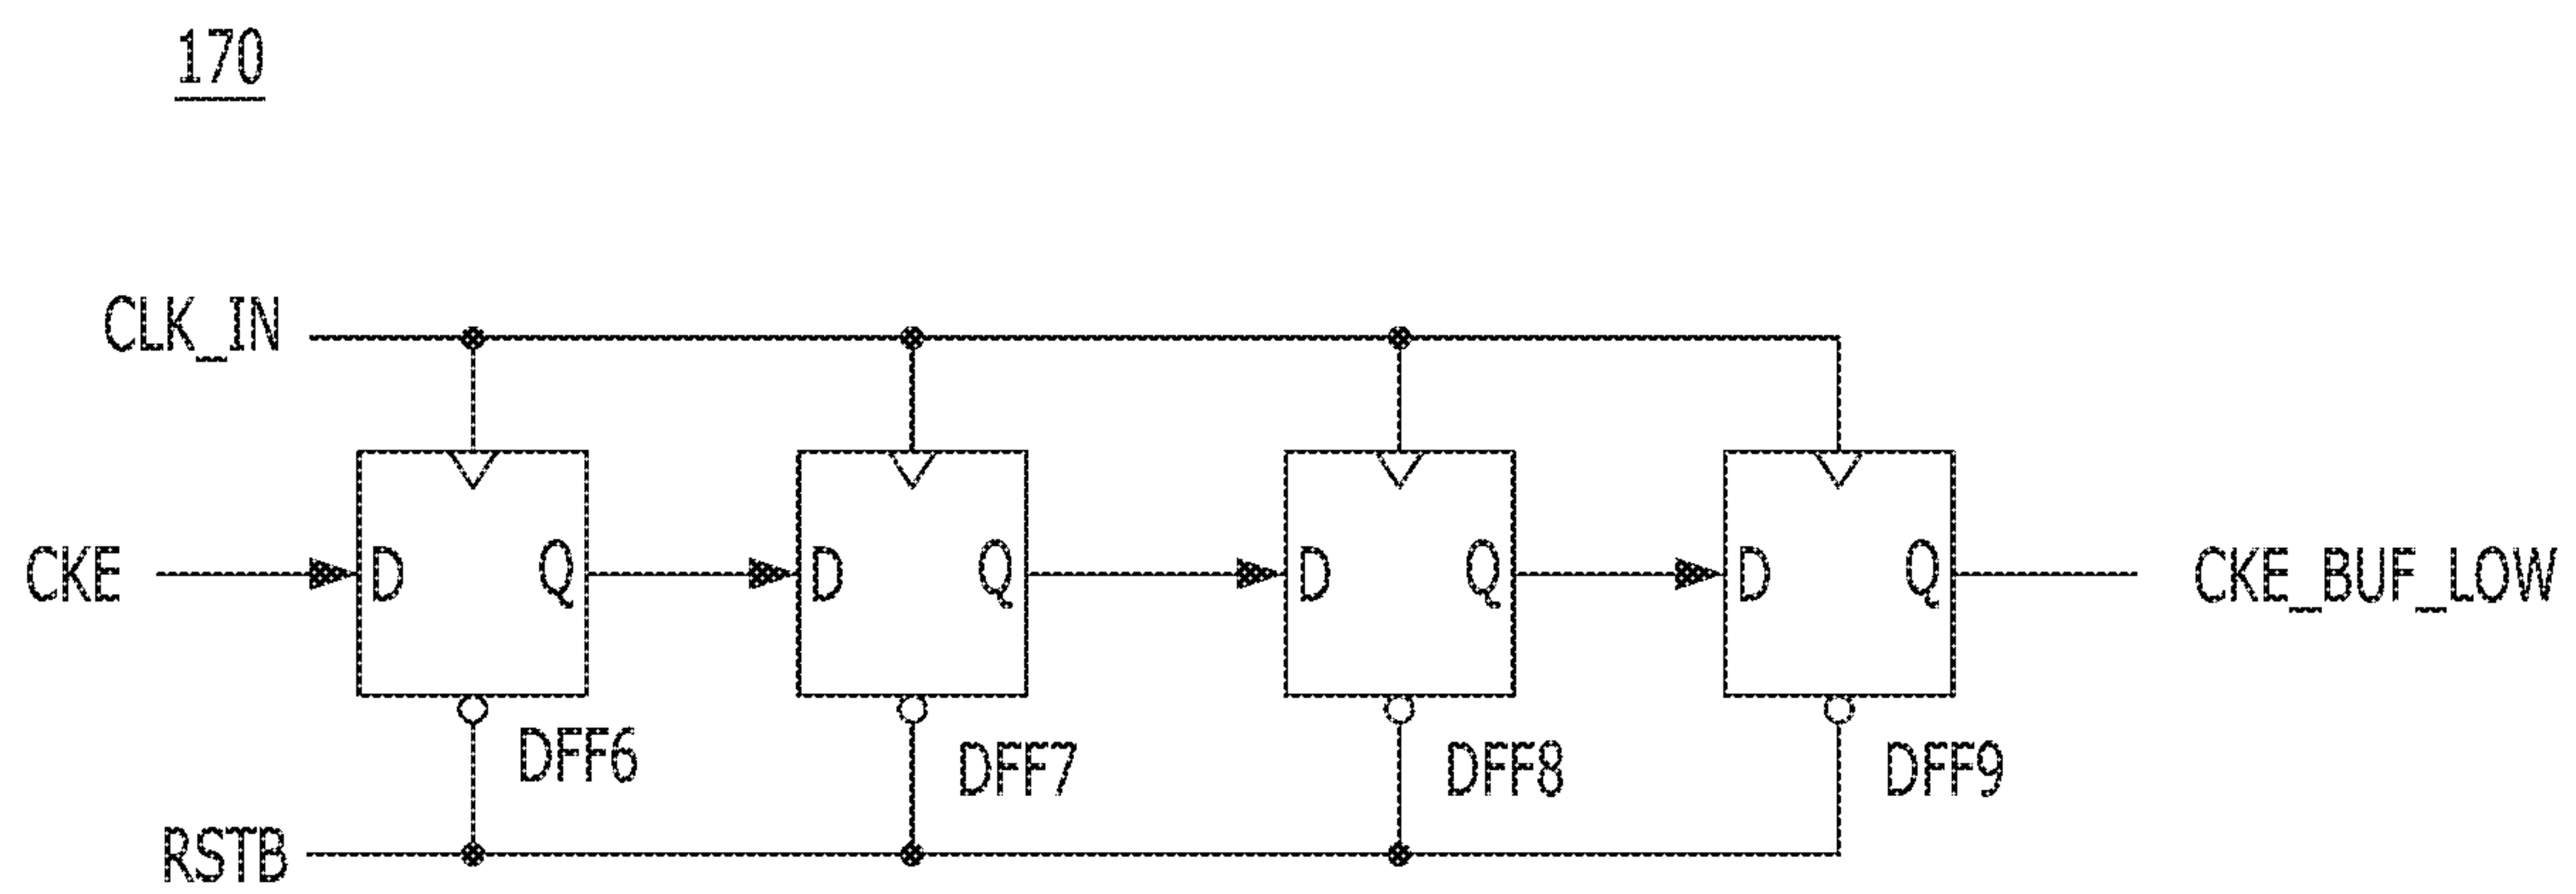 170
CLK_IN
CKE D Q D Q D Q D Q CKE_BUF_LOW
DFF6 DFF7 DFF8 DFF9
RSTB